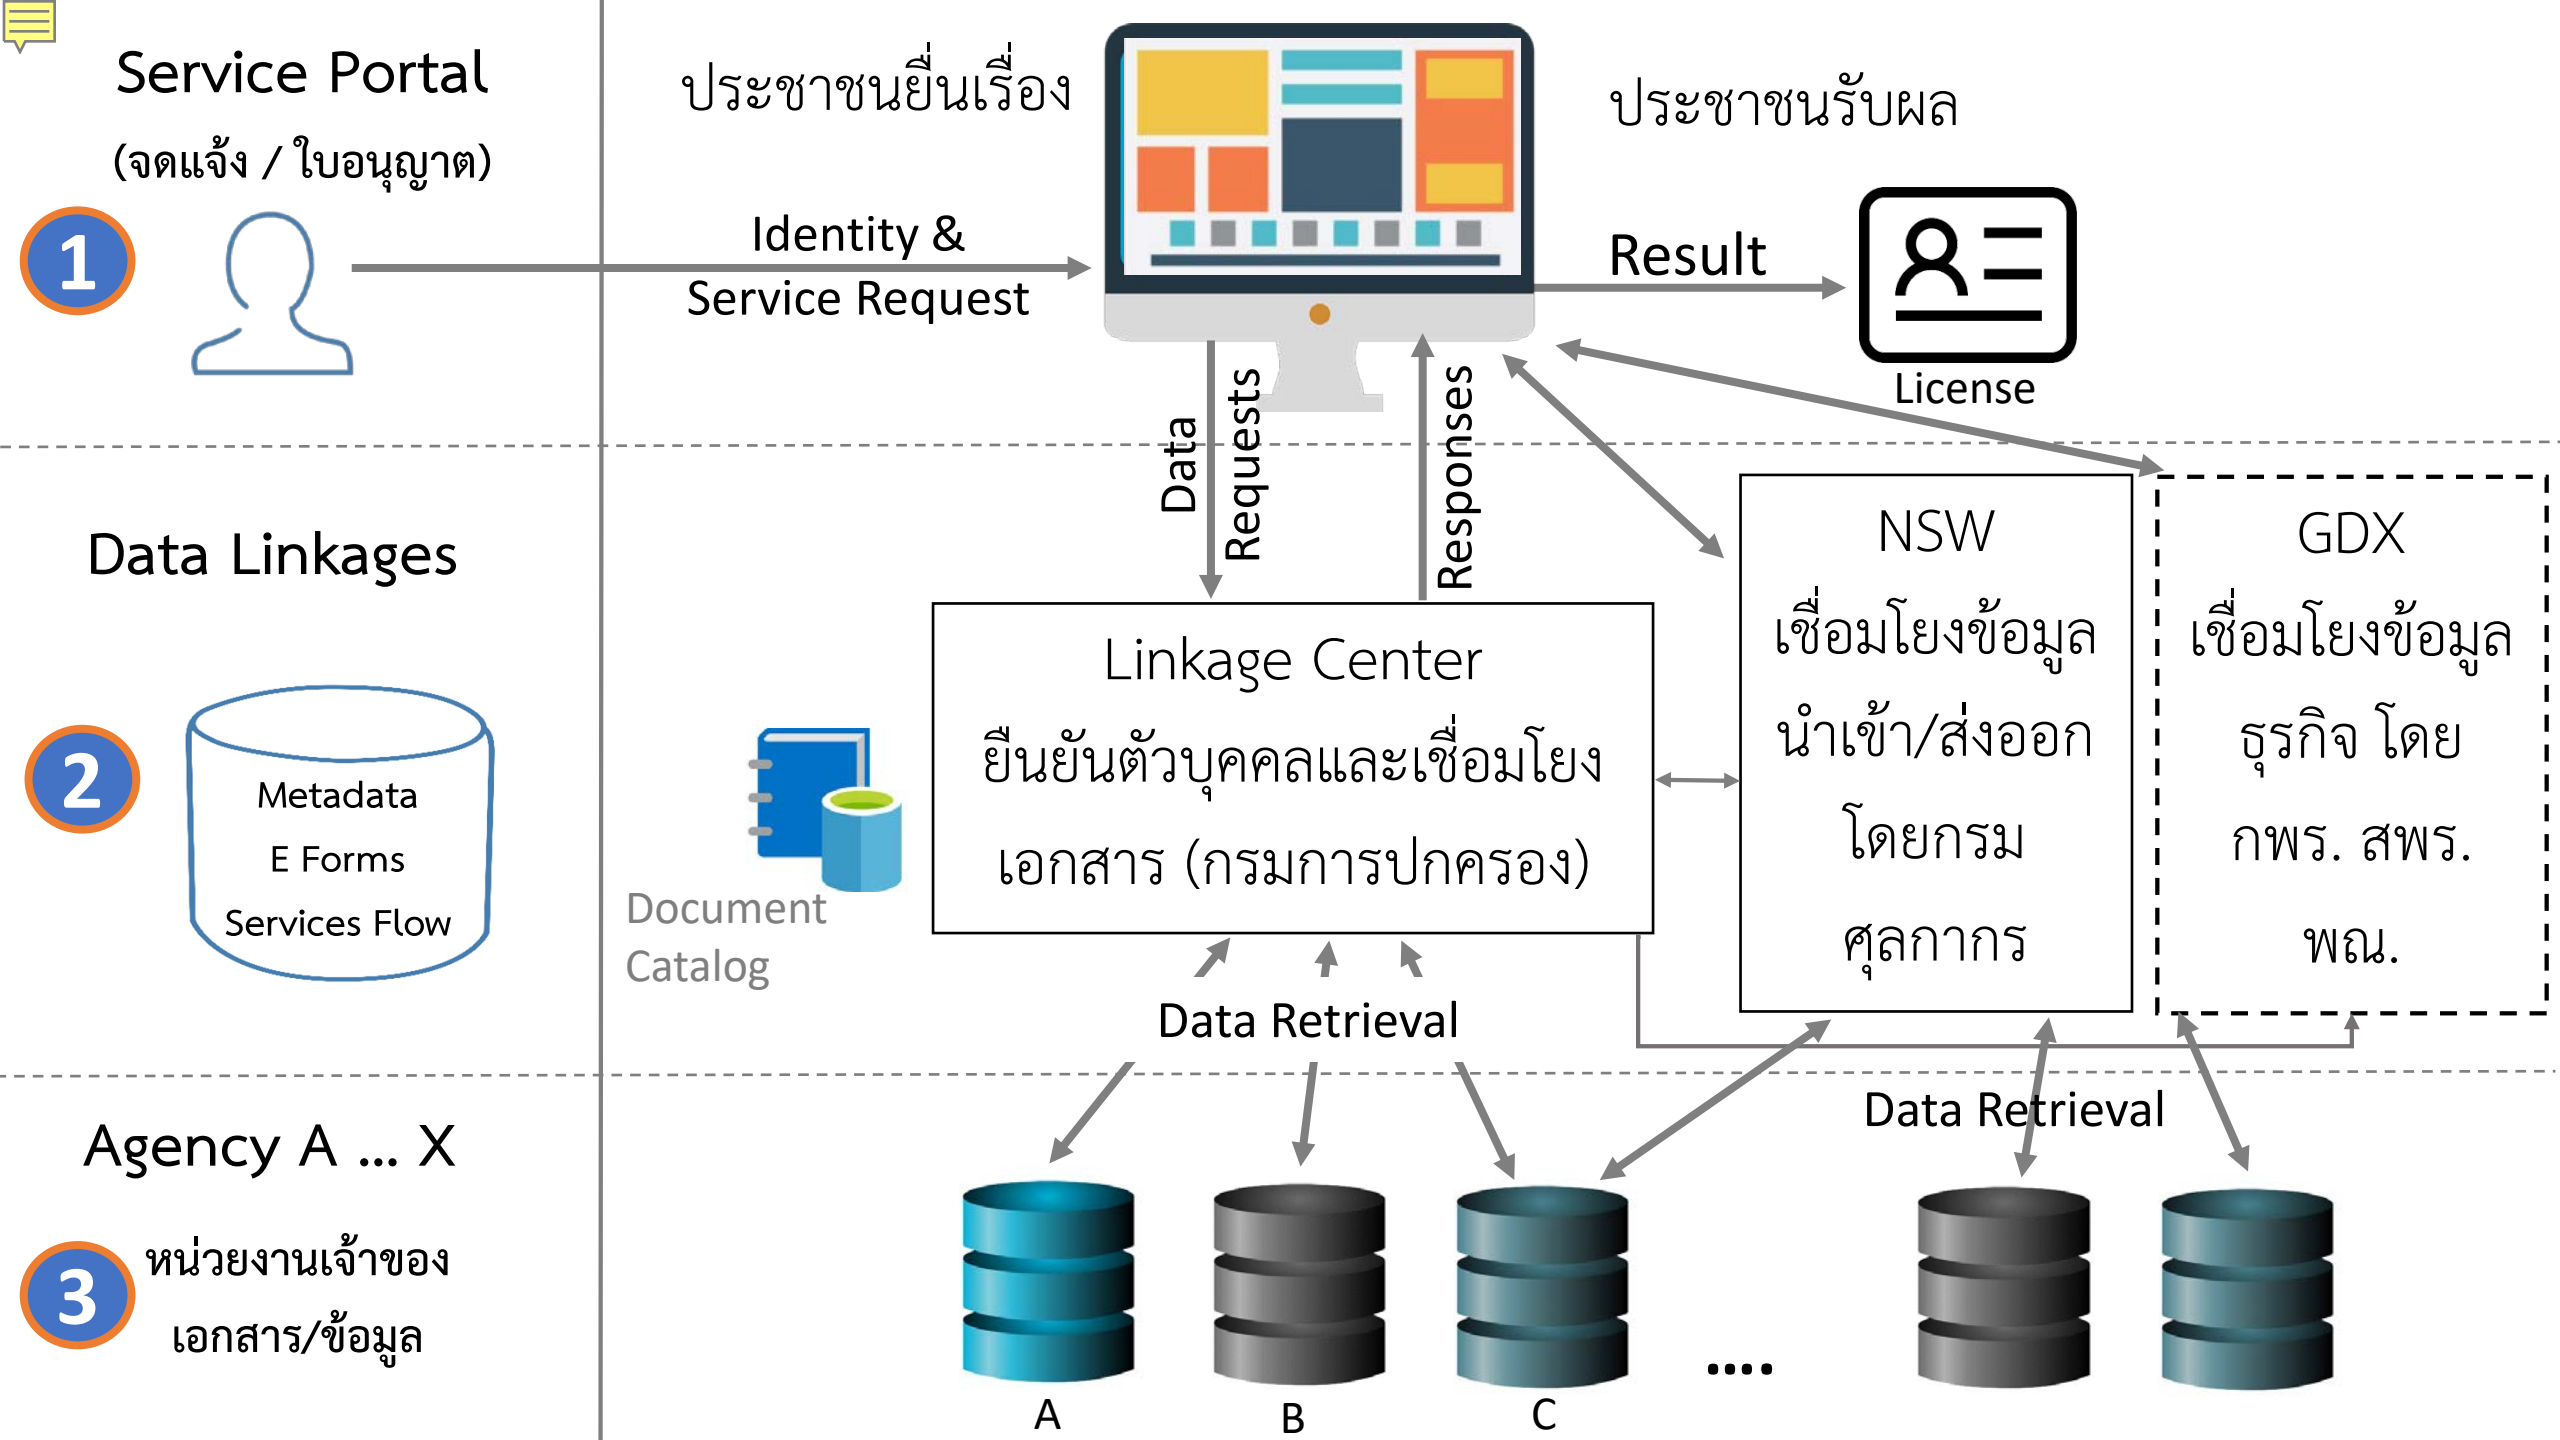 Service Portal
(จดแจ้ง / ใบอนุญาต)
1
ประชาชนยื่นเรื่อง
ประชาชนรับผล
Identity &
Service Request
Result
License
Data
Requests
Responses
Data Linkages
2
Metadata
E Forms
Services Flow
Document
Catalog
Linkage Center
ยืนยันตัวบุคคลและเชื่อมโยง
เอกสาร (กรมการปกครอง)
NSW
เชื่อมโยงข้อมูล
นำเข้า/ส่งออก
โดยกรม
ศุลกากร
GDX
เชื่อมโยงข้อมูล
ธุรกิจ โดย
กพร. สพร.
พณ.
Data Retrieval
Data Retrieval
Agency A ... X
3
หน่วยงานเจ้าของ
เอกสาร/ข้อมูล
A
B
C
....